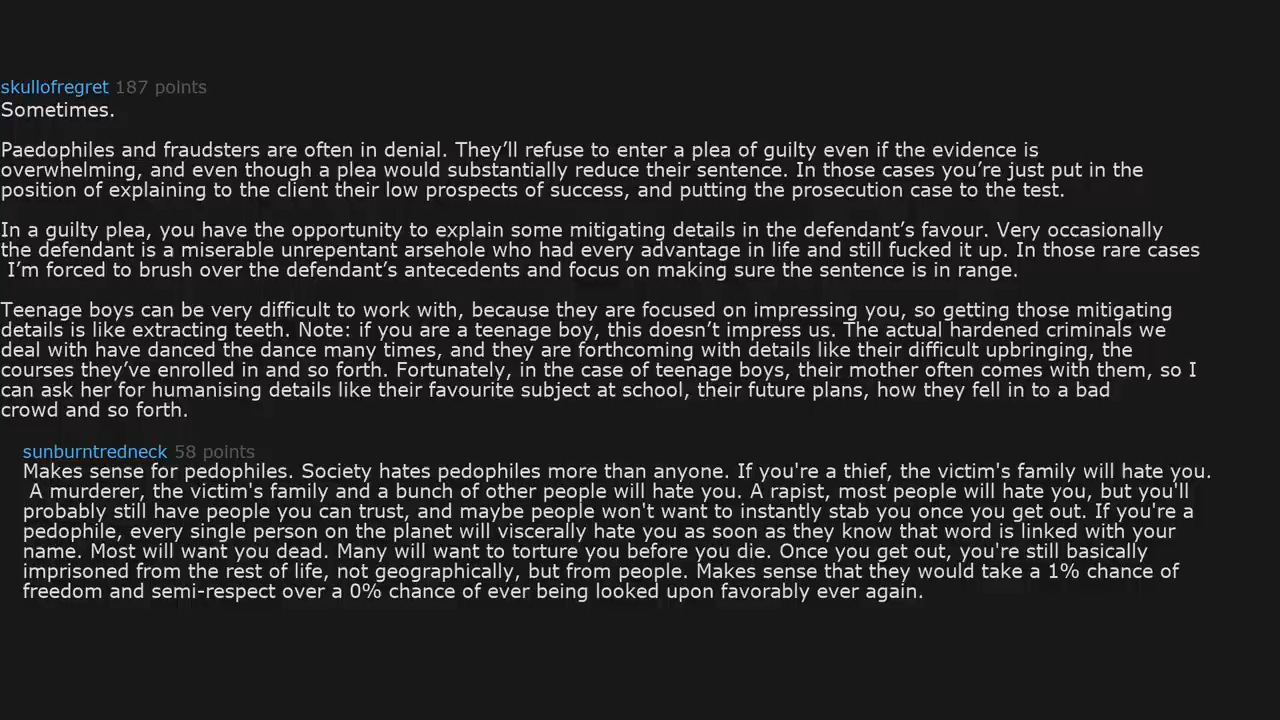 skullofregret 187 points
Sometimes.
Paedophiles and fraudsters are often in denial. They’ll refuse to enter a plea of guilty even if the evidence is
overwhelming, and even though a plea would substantially reduce their sentence. In those cases you’re just put in the
position of explaining to the client their low prospects of success, and putting the prosecution case to the test.
In a guilty plea, you have the opportunity to explain some mitigating details in the defendant’s favour. Very occasionally
the defendant is a miserable unrepentant arsehole who had every advantage in life and still fucked it up. In those rare cases
I’m forced to brush over the defendant’s antecedents and focus on making sure the sentence is in range.
Teenage boys can be very difficult to work with, because they are focused on impressing you, so getting those mitigating
details is like extracting teeth. Note: if you are a teenage boy, this doesn’t impress us. The actual hardened criminals we
deal with have danced the dance many times, and they are forthcoming with details like their difficult upbringing, the
courses they’ve enrolled in and so forth. Fortunately, in the case of teenage boys, their mother often comes with them, so I
can ask her for humanising details like their favourite subject at school, their future plans, how they fell in to a bad
crowd and so forth.
sunburntredneck 58 points
Makes sense for pedophiles. Society hates pedophiles more than anyone. If you're a thief, the victim's family will hate you.
A murderer, the victim's family and a bunch of other people will hate you. A rapist, most people will hate you, but you'll
probably still have people you can trust, and maybe people won't want to instantly stab you once you get out. If you're a
pedophile, every single person on the planet will viscerally hate you as soon as they know that word is linked with your
name. Most will want you dead. Many will want to torture you before you die. Once you get out, you're still basically
imprisoned from the rest of life, not geographically, but from people. Makes sense that they would take a 1% chance of
freedom and semi-respect over a 0% chance of ever being looked upon favorably ever again.